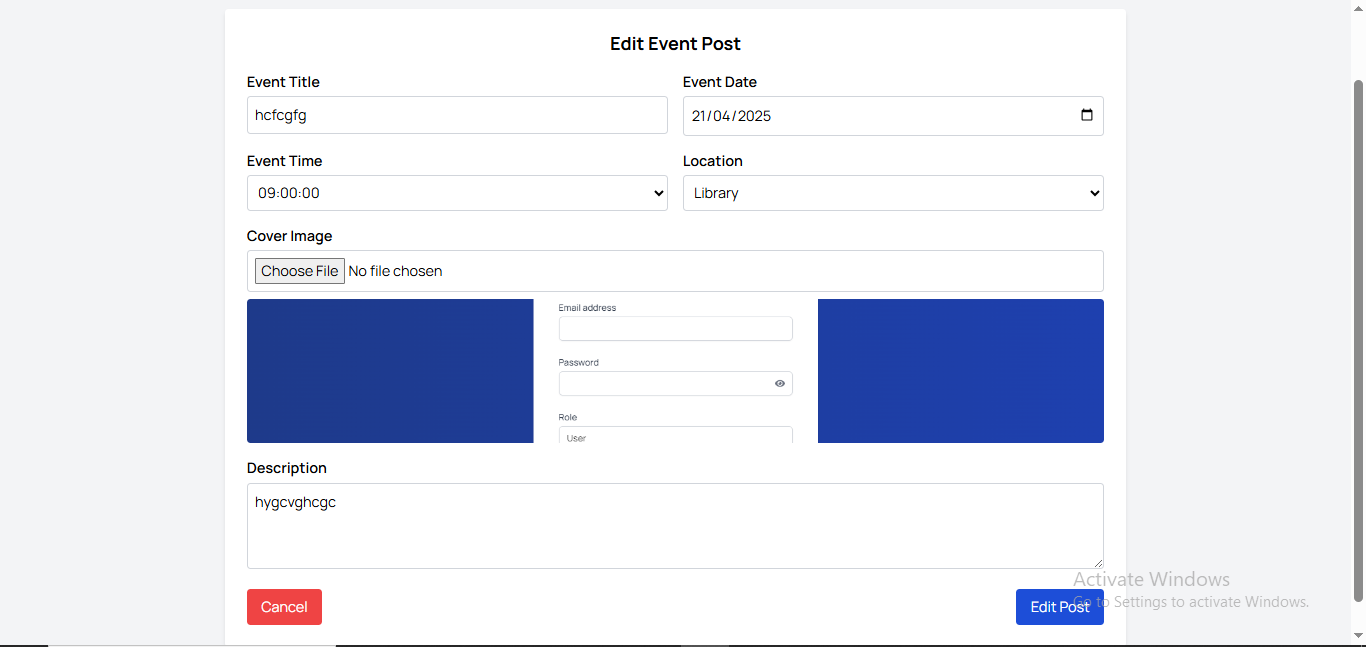 Edit Event Post
Event Title
Event Date
hcfcgfg
21/04/2025
Event Time
Location
09:00:00
Library
Cover Image
Choose File No file chosen
Email address
Password
Role
User
Description
hygcvghcgc
Activate Windows
Go to Settings to activate Windows.
Cancel
Edit Post